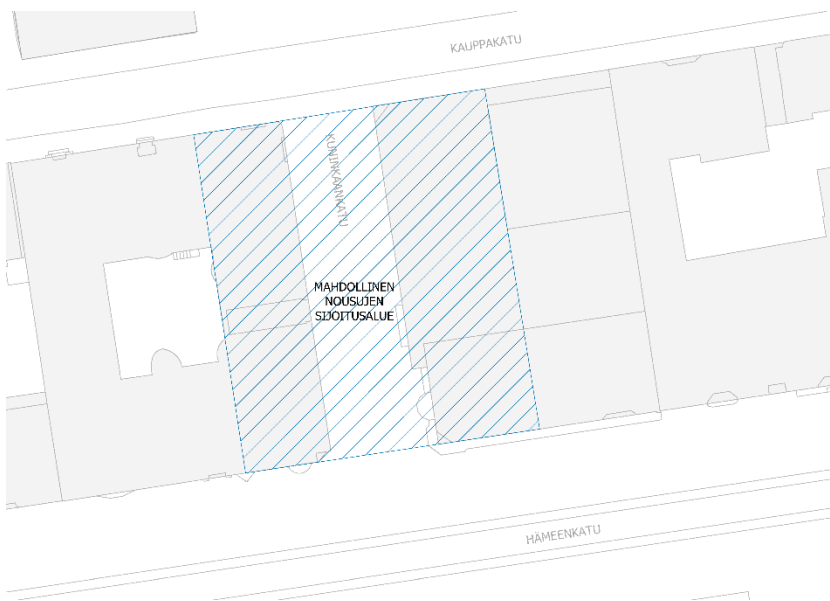 KAUPPAKATU
KUNINKAANKATU
MAHDOLLINEN
NOUSUJEN
SIJOITUSALUE
HÄMEENKATU